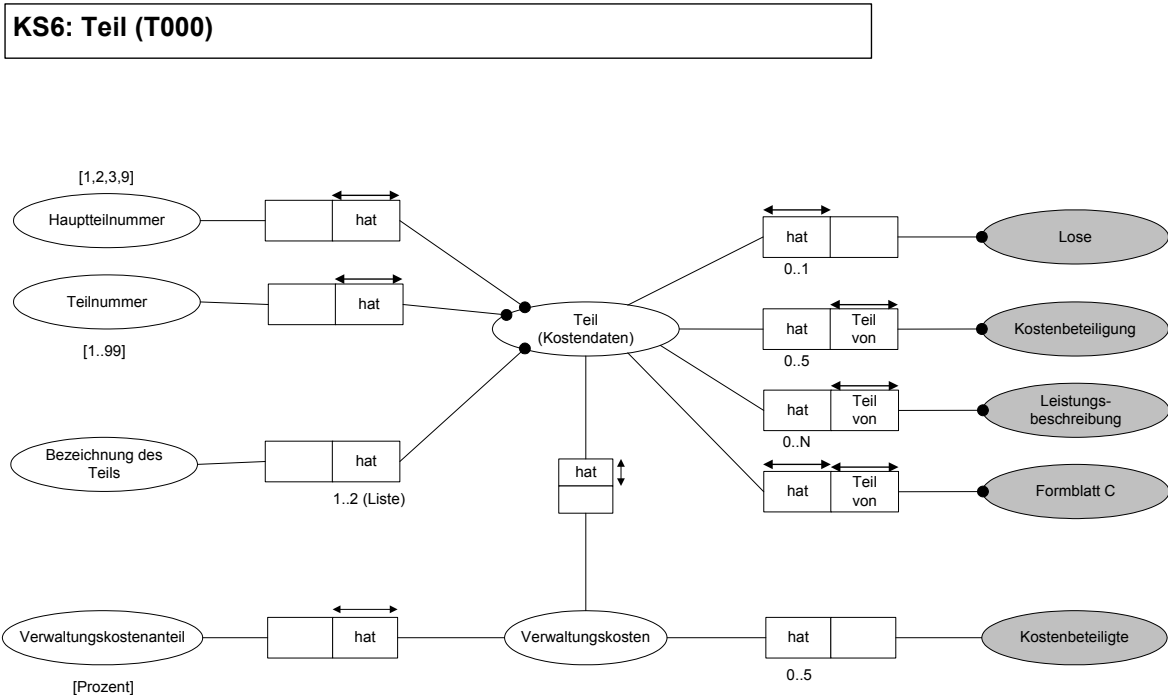 KS6: Teil (T000)
[1,2,3,9]
Hauptteilnummer
hat
hat
0..1
Lose
Teilnummer
[1..99]
hat
Teil
(Kostendaten)
hat
Teil
von
0..5
Kostenbeteiligung
hat
Teil
von
0..N
Leistungs-
beschreibung
Bezeichnung des
Teils
hat
1..2 (Liste)
hat
hat
Teil
von
Formblatt C
Verwaltungskostenanteil
[Prozent]
hat
Verwaltungskosten
hat
0..5
Kostenbeteiligte